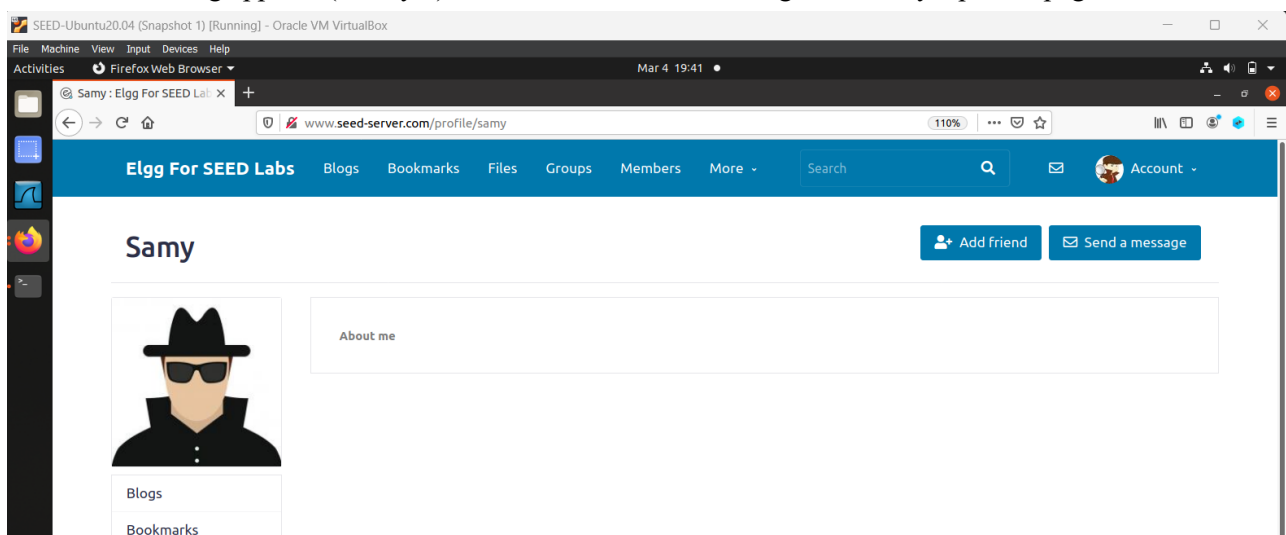 SEED-Ubuntu20.04 (Snapshot 1) [Running] - Oracle VM VirtualBox
File Machine View Input Devices Help
Activities Firefox Web Browser Mar 4 19:41
Samy : Elgg For SEED Lab
www.seed-server.com/profile/samy 110%
Elgg For SEED Labs Blogs Bookmarks Files Groups Members More Search Account
Samy Add friend Send a message
About me
Blogs
Bookmarks